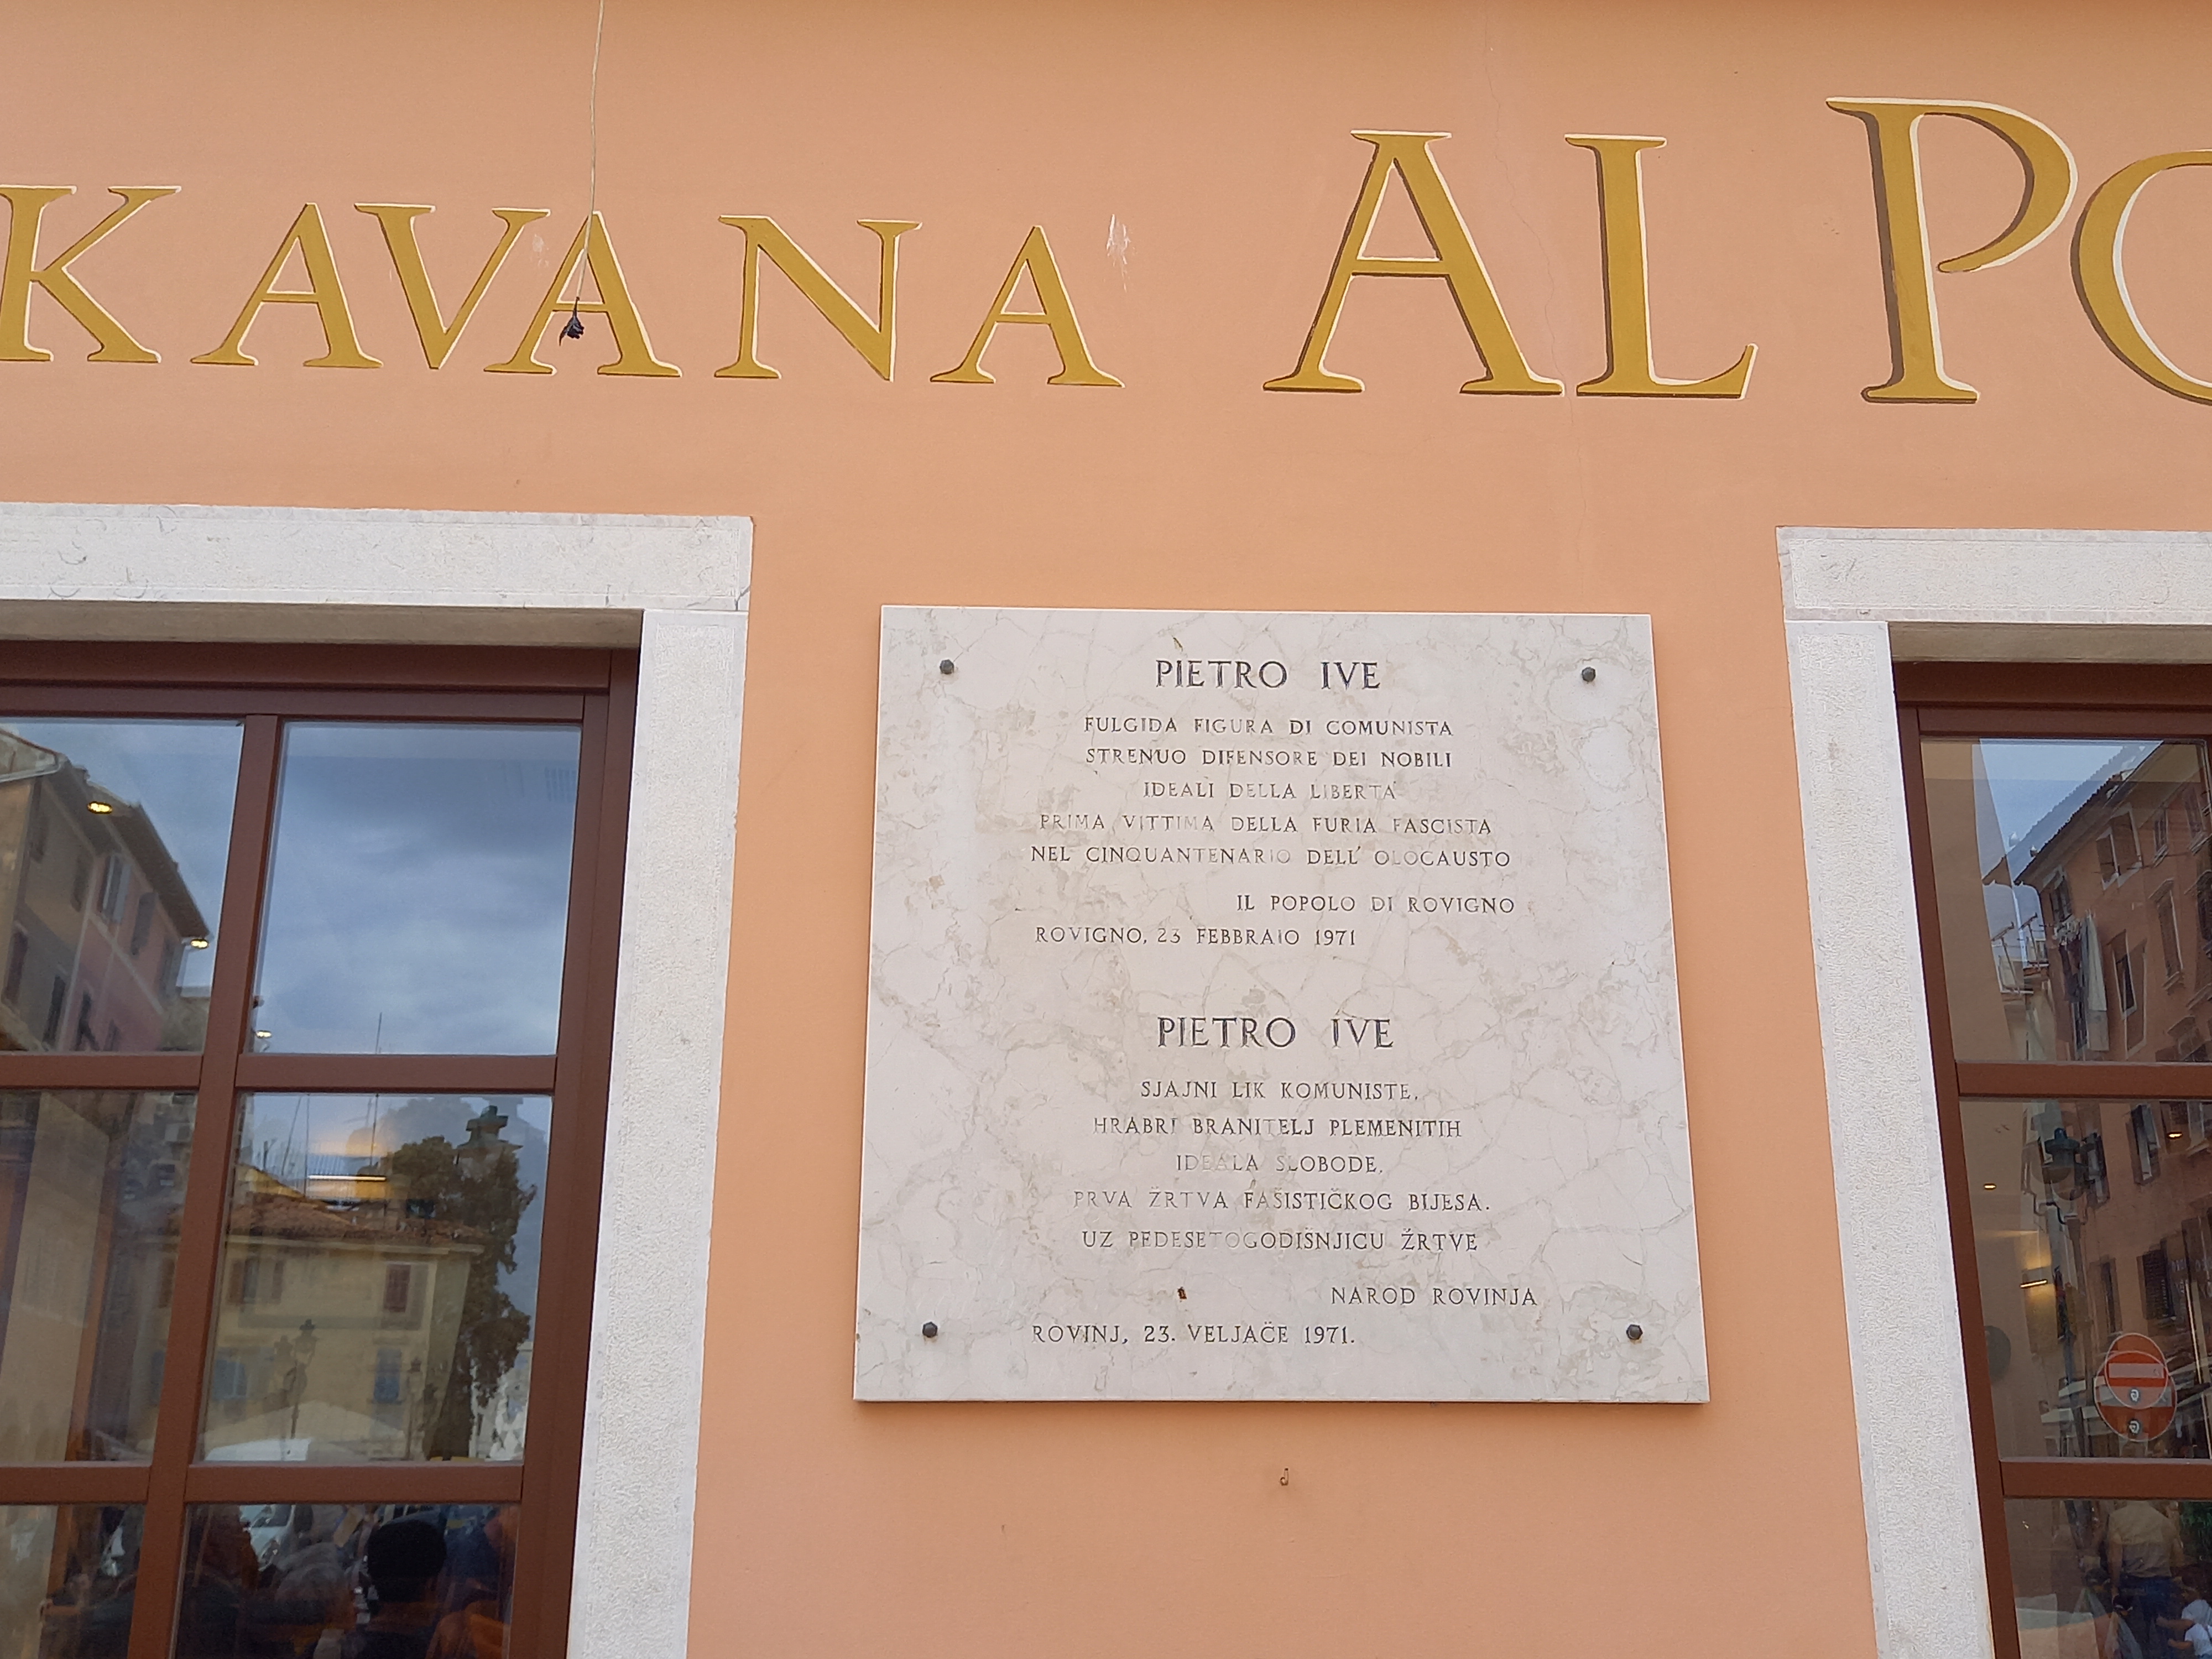 KAVANA AL PO
PIETRO IVE
FULGIDA FIGURA DI COMUNISTA
STRENUO DIFENSORE DEI NOBILI
IDEALI DELLA LIBERTA'
PRIMA VITTIMA DELLA FURIA FASCISTA
NEL CINQUANTENARIO DELL' OLOCAUSTO
IL POPOLO DI ROVIGNO
ROVIGNO, 23 FEBBRAIO 1971
PIETRO IVE
SJAJNI LIK KOMUNISTE,
HRABRI BRANITELJ PLEMENITIH
IDEALA SLOBODE,
PRVA ŽRTVA FAŠISTIČKOG BIJESA.
UZ PEDESETOGODIŠNJICU ŽRTVE
NAROD ROVINJA
ROVINJ, 23. VELJAČE 1971.